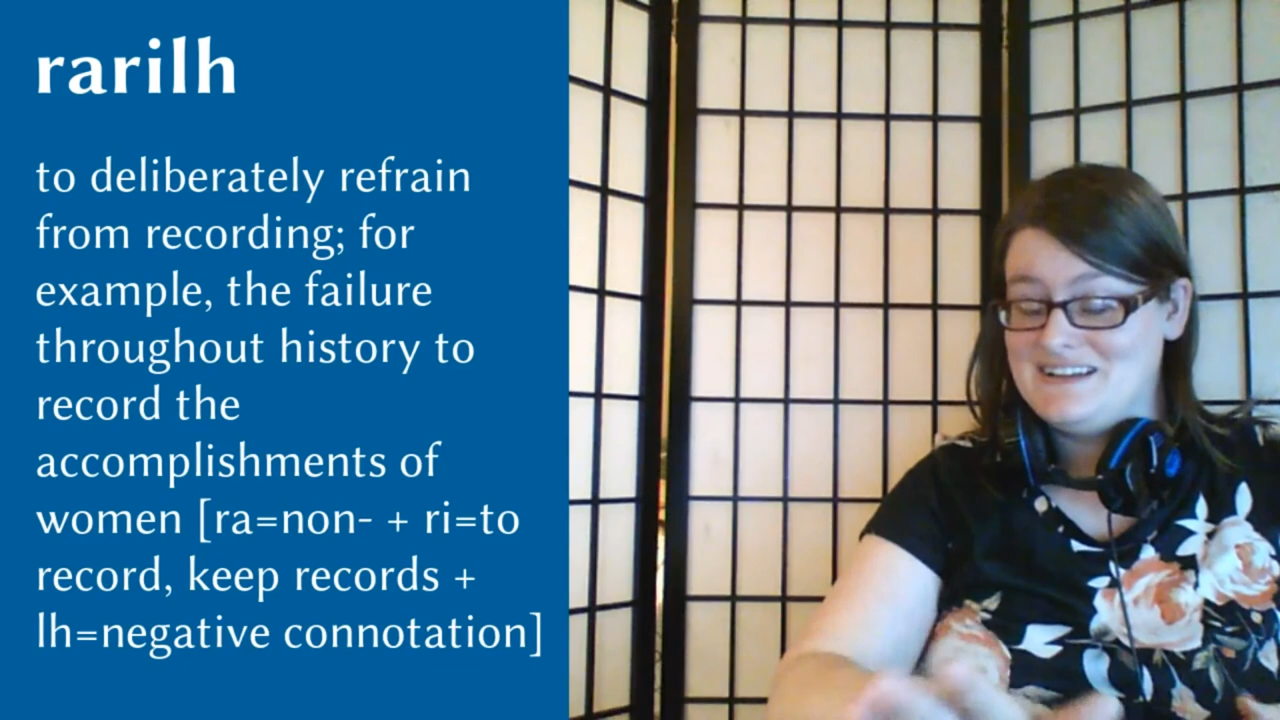 rarilh
to deliberately refrain
from recording; for
example, the failure
throughout history to
record the
accomplishments of
women [ra=non- + ri=to
record, keep records +
lh=negative connotation]